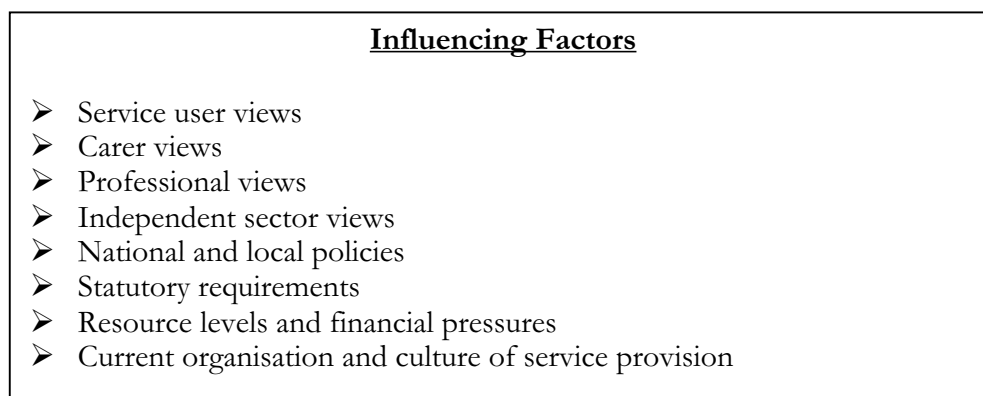 Influencing Factors
➢ Service user views
➢ Carer views
➢ Professional views
➢ Independent sector views
➢ National and local policies
➢ Statutory requirements
➢ Resource levels and financial pressures
➢ Current organisation and culture of service provision